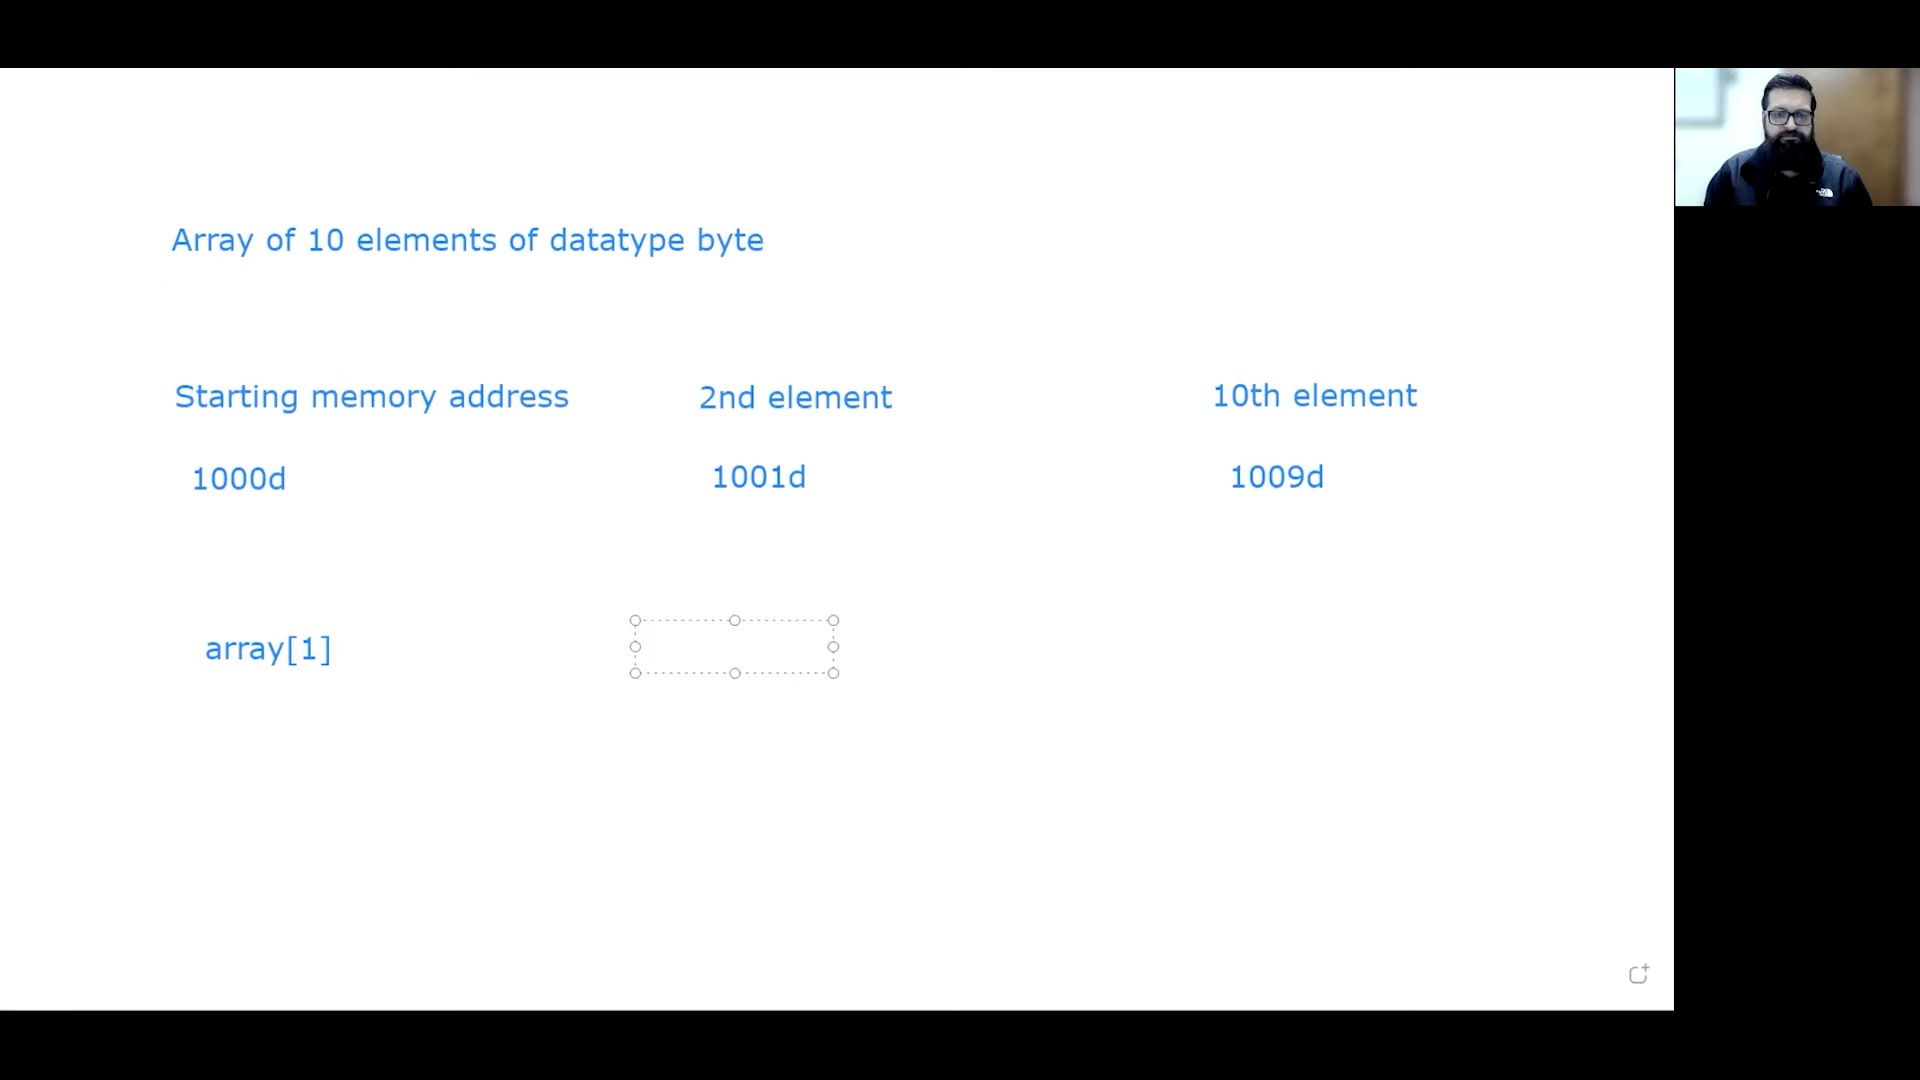 Array of 10 elements of datatype byte
Starting memory address 2nd element 10th element
1000d 1001d 1009d
array[1]